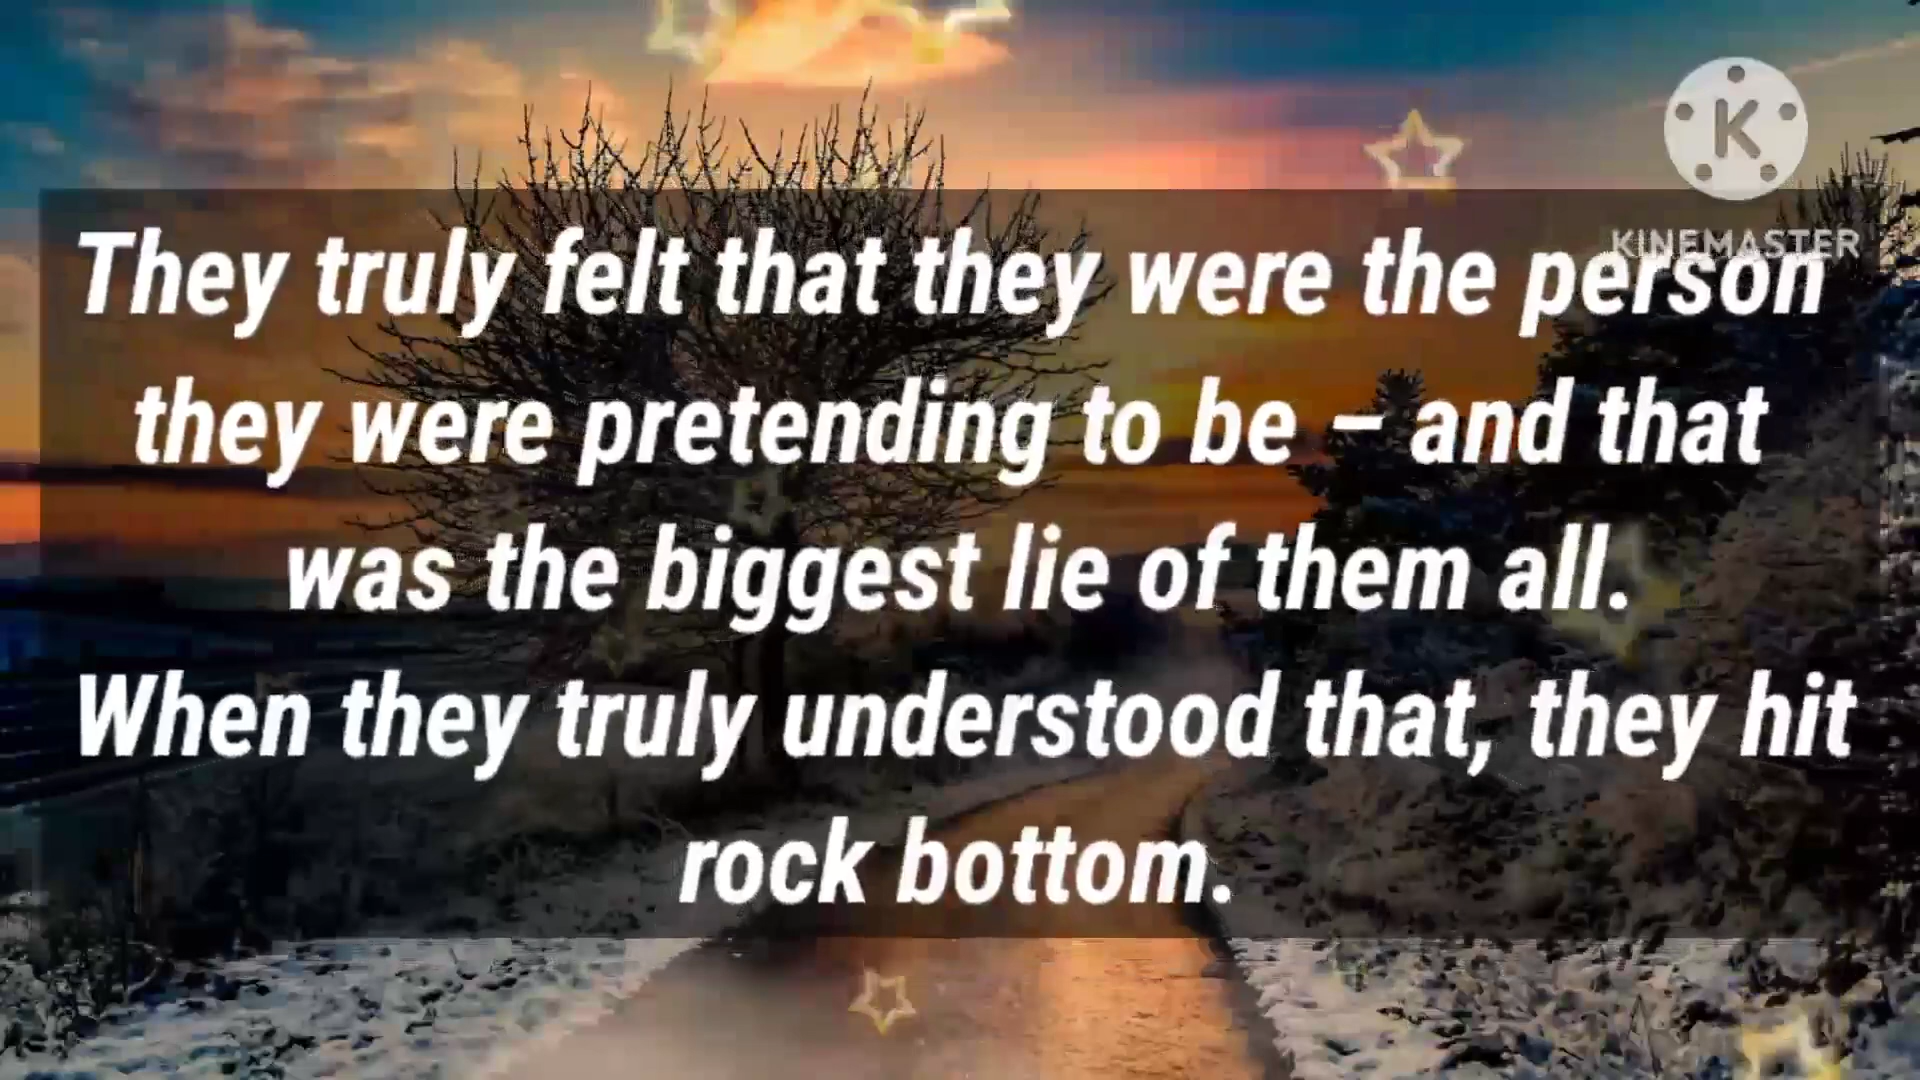 K
KINEMASTER
They truly felt that they were the person
they were pretending to be – and that
was the biggest lie of them all.
When they truly understood that, they hit
rock bottom.